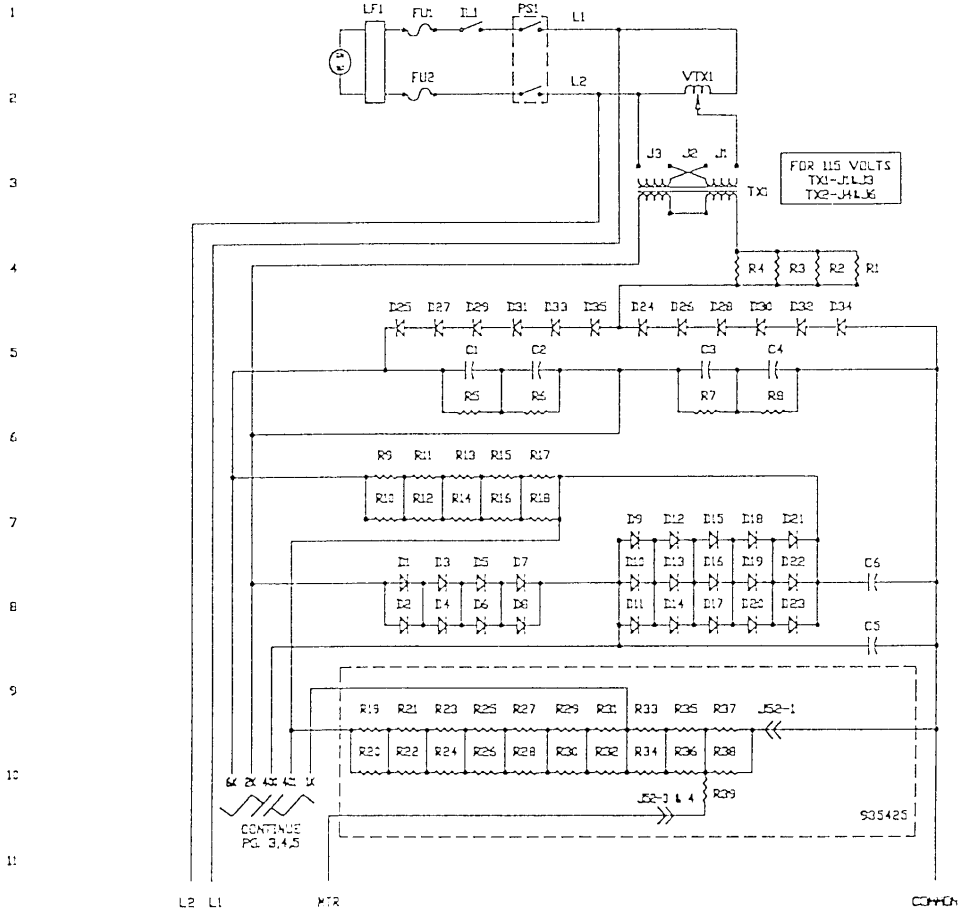 1
LF1 FU1 IL1 PS1 L1
FU2 L2 VTX1
2
J3 J2 J1
3
FOR 115 VOLTS
TX1-J1&J3
TX2-J4&J6
4
R4 R3 R2 R1
D25 D27 D29 D31 D33 D35 D24 D26 D28 D30 D32 D34
5
C1 C2 C3 C4
R5 R6 R7 R8
6
R9 R11 R13 R15 R17
R10 R12 R14 R16 R18
7
D9 D12 D15 D18 D21
D1 D3 D5 D7 D10 D13 D16 D19 D22 C6
8
D2 D4 D6 D8 D11 D14 D17 D20 D23
C5
9
R19 R21 R23 R25 R27 R29 R31 R33 R35 R37 J52-1
R20 R22 R24 R26 R28 R30 R32 R34 R36 R38
10
6K 2K 1K
J52-3 & 4 R39
S35425
CONTINUE
PG. 3,4,5
11
L2 L1 MTR COMMON